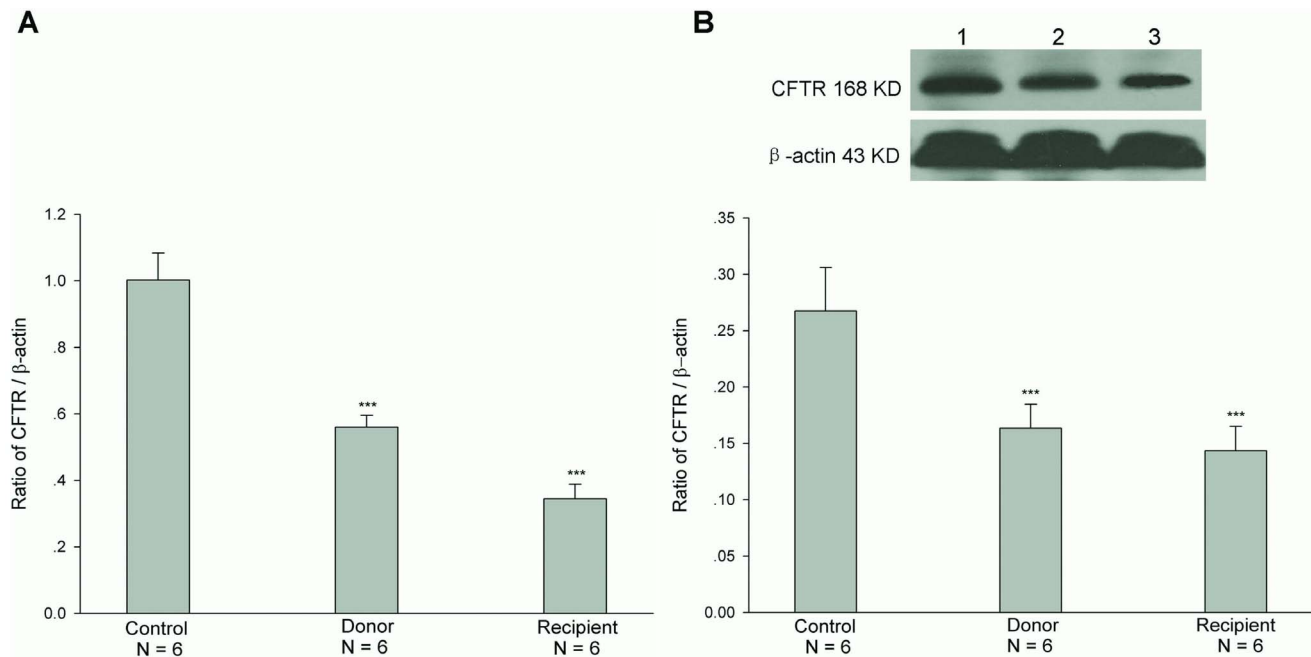 A
1.2
1.0
.8
.6
.4
.2
0.0
Ratio of CFTR / β-actin
***
***
Control
N = 6
Donor
N = 6
Recipient
N = 6
B
1 2 3
CFTR 168 KD
β -actin 43 KD
.35
.30
.25
.20
.15
.10
.05
0.00
Ratio of CFTR / β–actin
***
***
Control
N = 6
Donor
N = 6
Recipient
N = 6